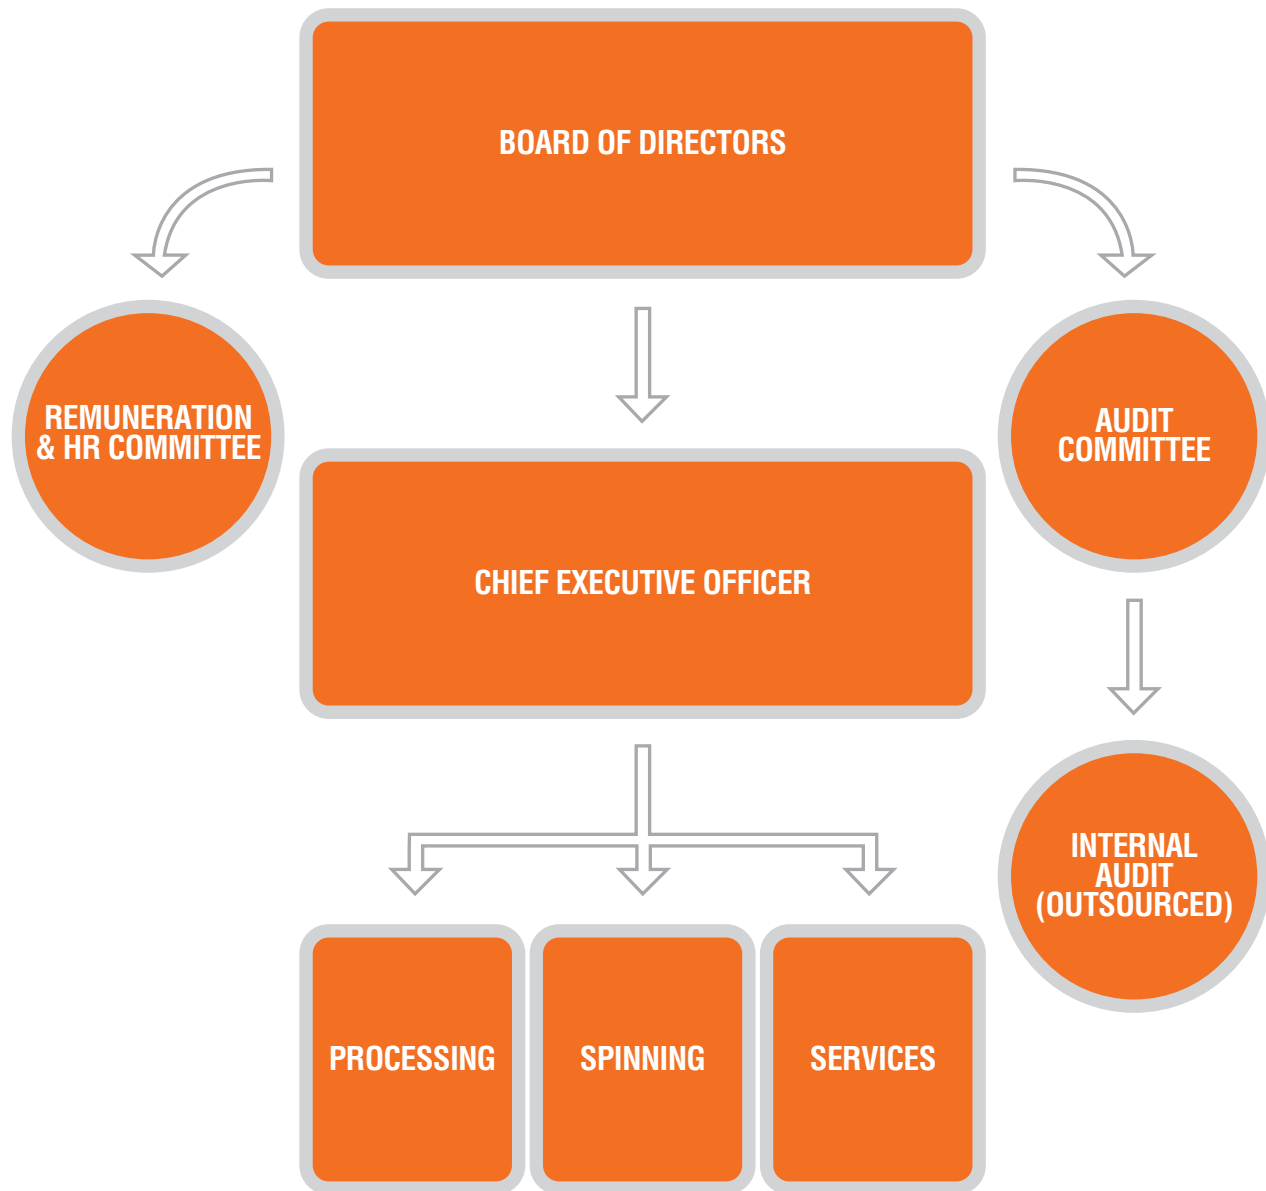 BOARD OF DIRECTORS
REMUNERATION
& HR COMMITTEE
AUDIT
COMMITTEE
CHIEF EXECUTIVE OFFICER
INTERNAL
AUDIT
(OUTSOURCED)
PROCESSING
SPINNING
SERVICES